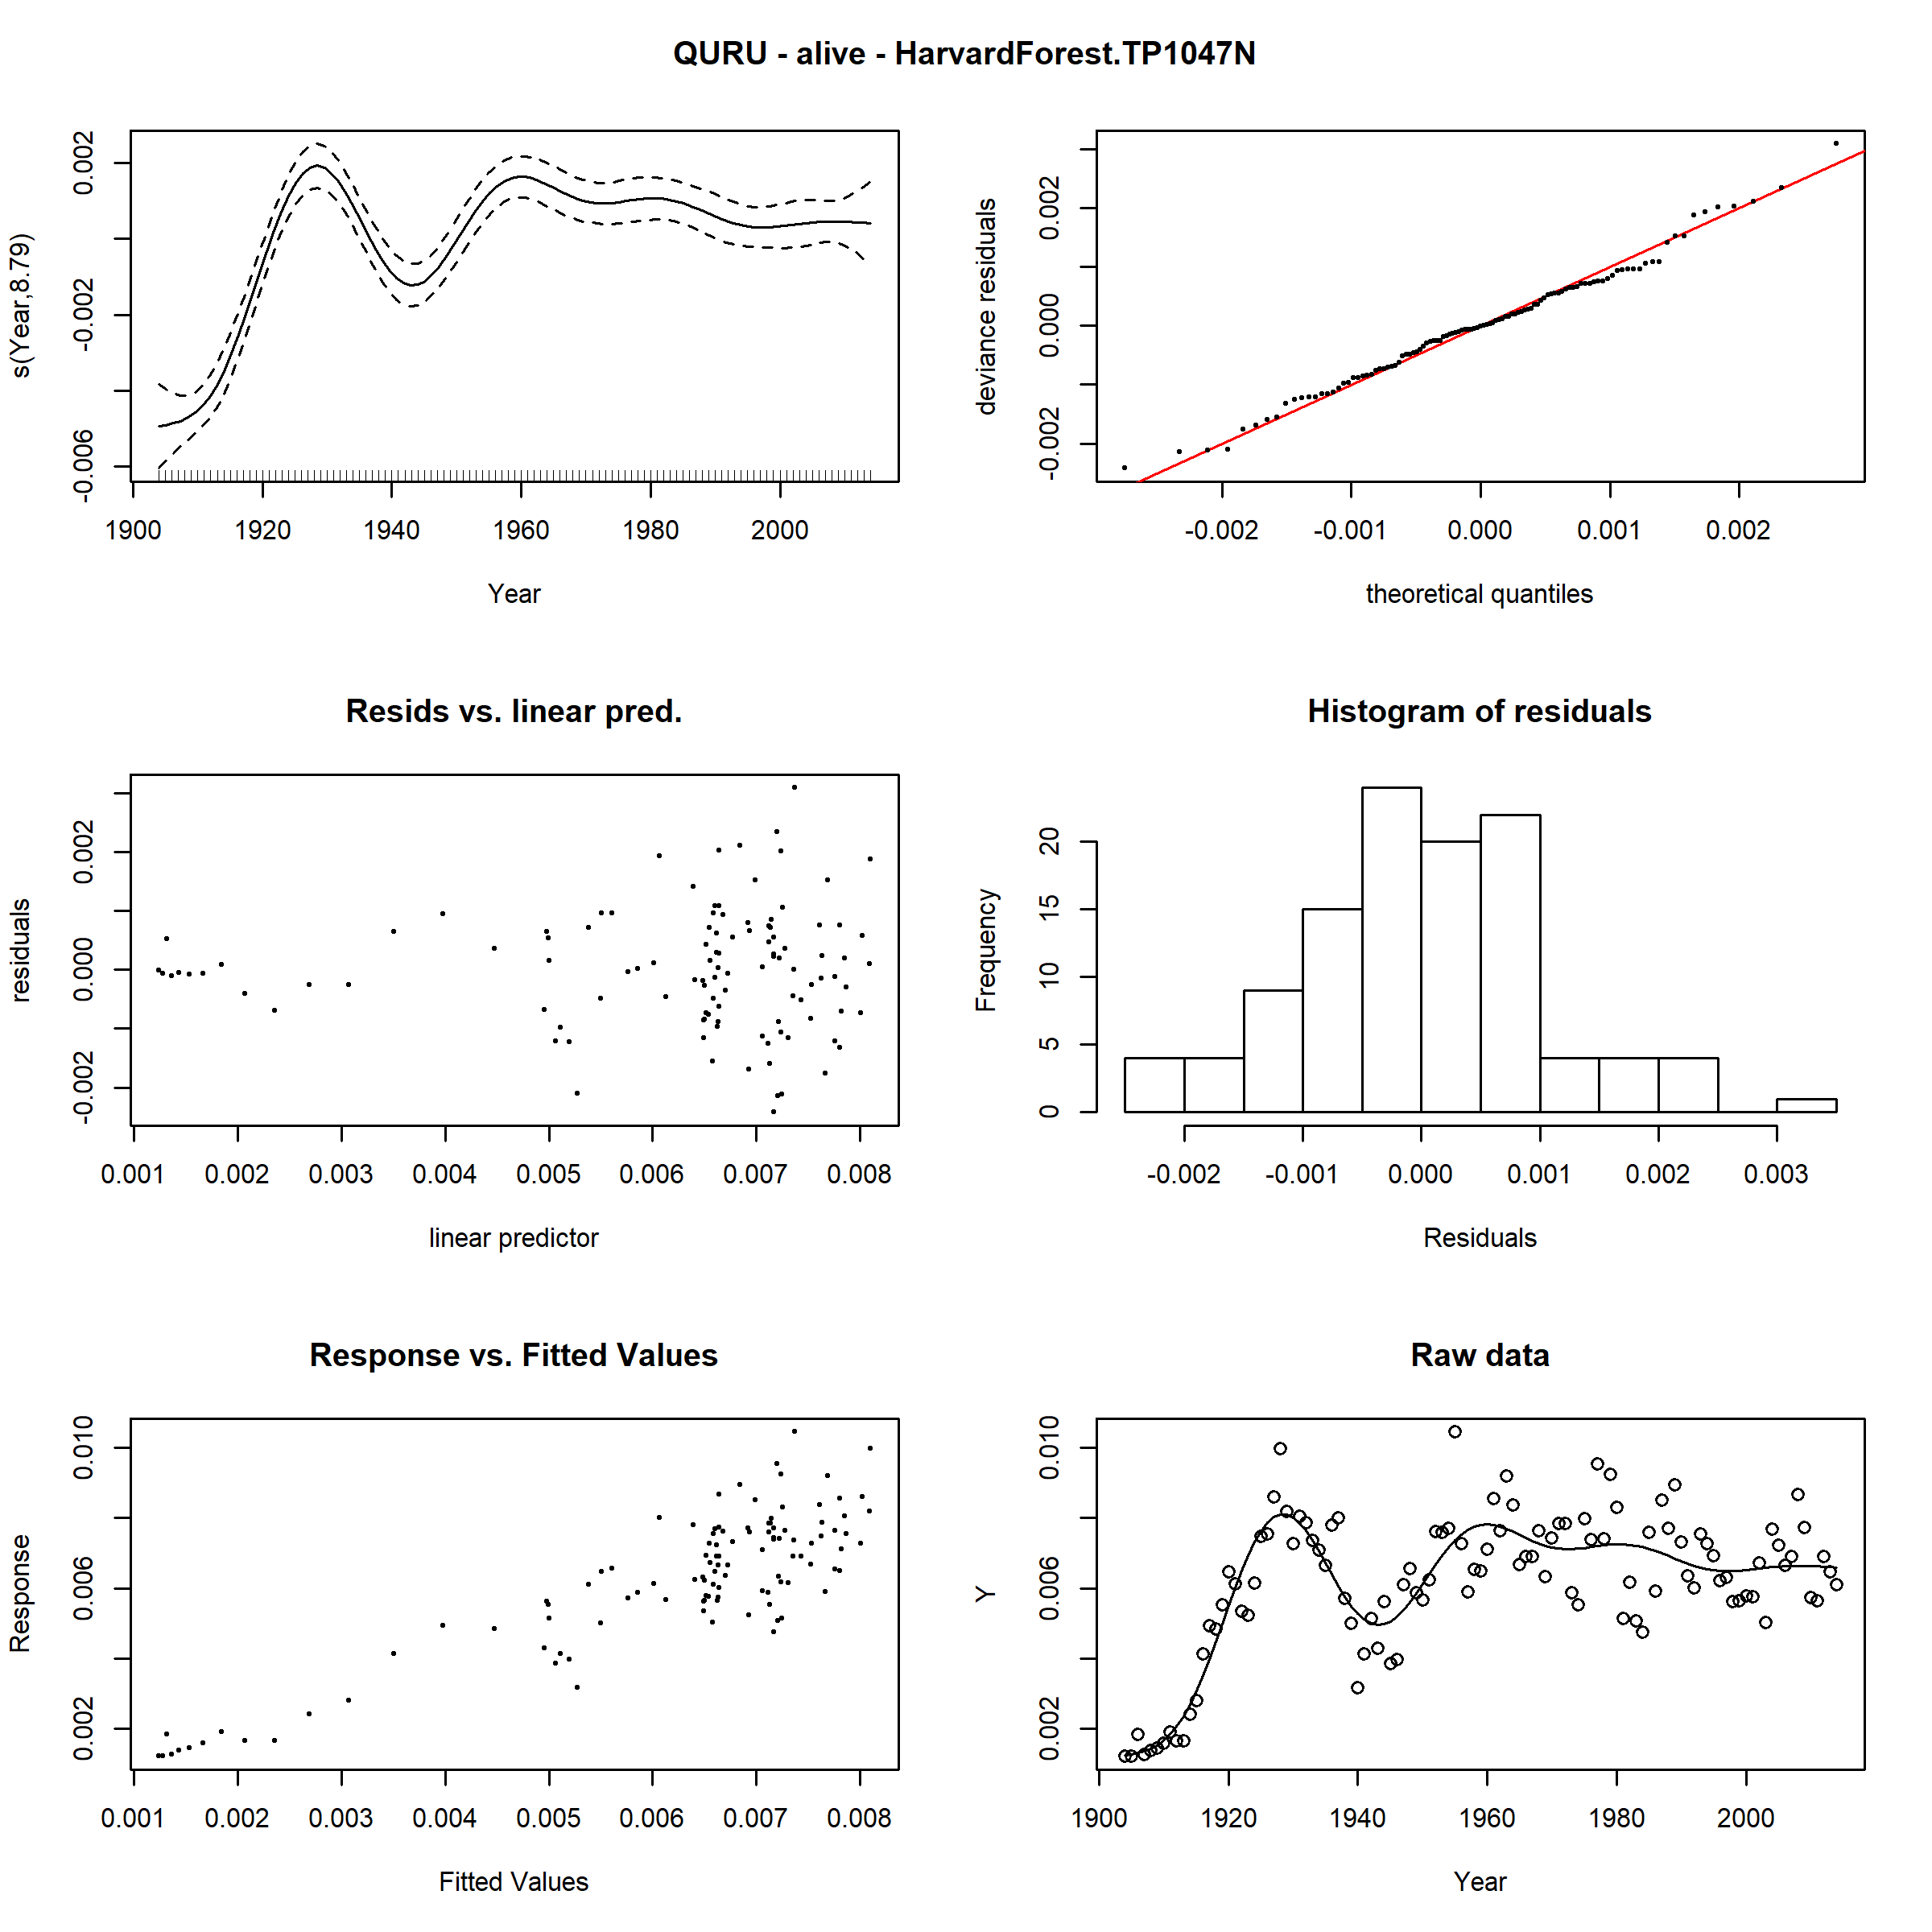 QURU - alive - HarvardForest.TP1047N
s(Year,8.79)
0.002
-0.002
-0.006
1900 1920 1940 1960 1980 2000
Year
deviance residuals
0.002
0.000
-0.002
-0.002 -0.001 0.000 0.001 0.002
theoretical quantiles
Resids vs. linear pred.
residuals
0.002
0.000
-0.002
0.001 0.002 0.003 0.004 0.005 0.006 0.007 0.008
linear predictor
Histogram of residuals
Frequency
20
15
10
5
0
-0.002 -0.001 0.000 0.001 0.002 0.003
Residuals
Response vs. Fitted Values
Response
0.010
0.006
0.002
0.001 0.002 0.003 0.004 0.005 0.006 0.007 0.008
Fitted Values
Raw data
Y
0.010
0.006
0.002
1900 1920 1940 1960 1980 2000
Year